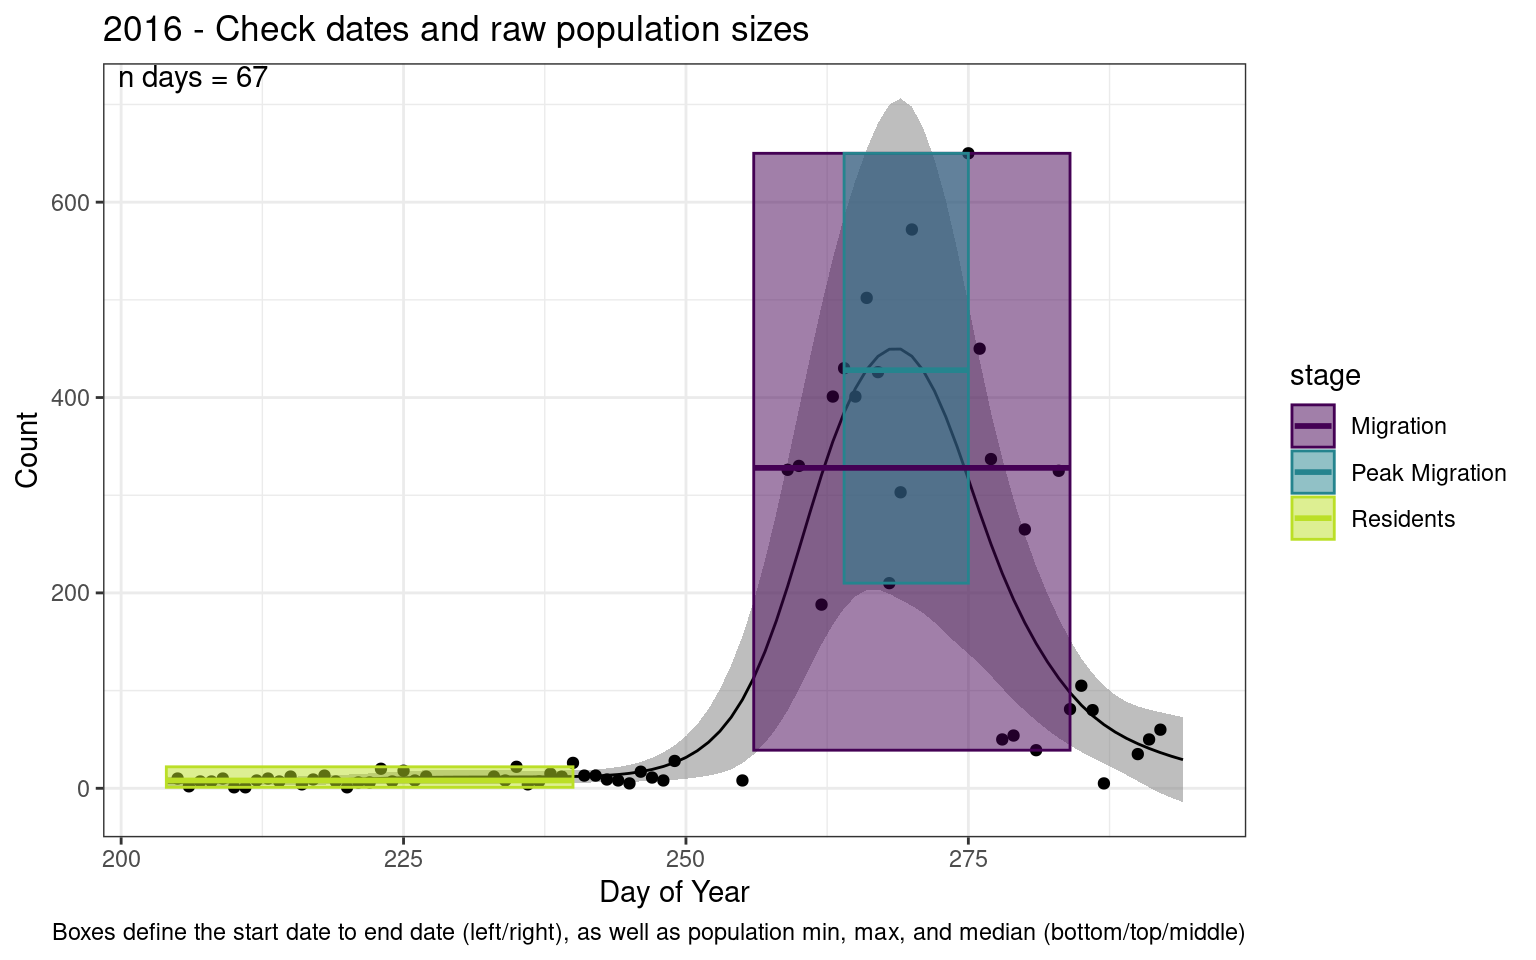 2016 - Check dates and raw population sizes
n days = 67
600
400
200
0
Count
200
225
250
275
Day of Year
stage
Migration
Peak Migration
Residents
Boxes define the start date to end date (left/right), as well as population min, max, and median (bottom/top/middle)